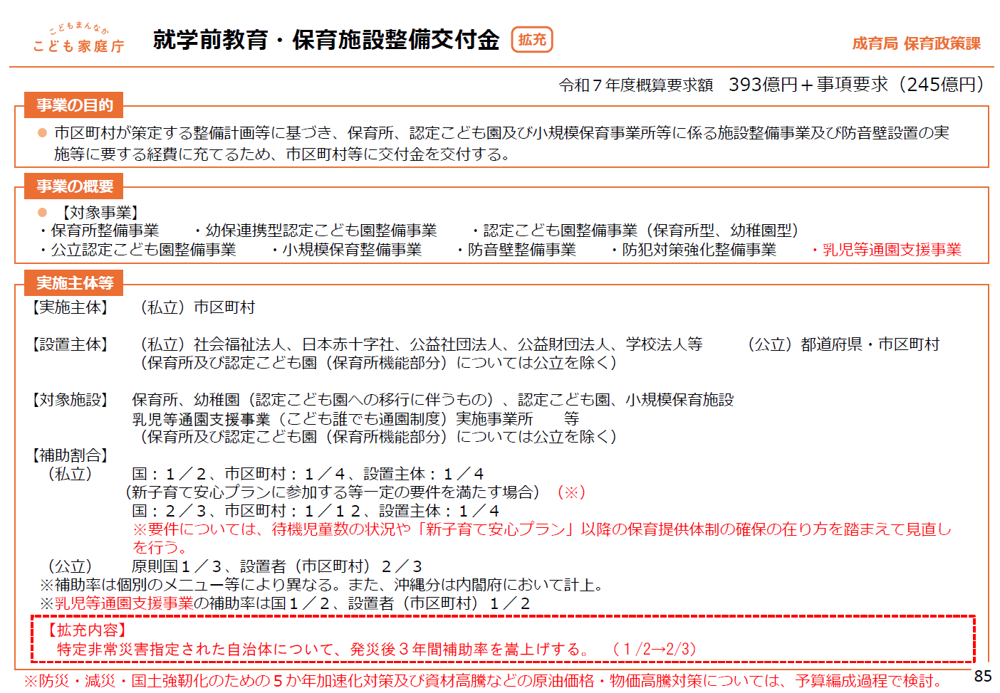 こどもまんなか
こども家庭庁
就学前教育・保育施設整備交付金 拡充
成育局 保育政策課
令和７年度概算要求額　393億円＋事項要求（245億円）
事業の目的
● 市区町村が策定する整備計画等に基づき、保育所、認定こども園及び小規模保育事業所等に係る施設整備事業及び防音壁設置の実
施等に要する経費に充てるため、市区町村等に交付金を交付する。
事業の概要
● 【対象事業】
・保育所整備事業　　・幼保連携型認定こども園整備事業　　・認定こども園整備事業（保育所型、幼稚園型）
・公立認定こども園整備事業　　・小規模保育整備事業　　・防音壁整備事業　　・防犯対策強化整備事業　　・乳児等通園支援事業
実施主体等
【実施主体】　（私立）市区町村
【設置主体】　（私立）社会福祉法人、日本赤十字社、公益社団法人、公益財団法人、学校法人等　　（公立）都道府県・市区町村
（保育所及び認定こども園（保育所機能部分）については公立を除く）
【対象施設】　保育所、幼稚園（認定こども園への移行に伴うもの）、認定こども園、小規模保育施設
乳児等通園支援事業（こども誰でも通園制度）実施事業所　　等
（保育所及び認定こども園（保育所機能部分）については公立を除く）
【補助割合】
（私立）　国：１／２、市区町村：１／４、設置主体：１／４
（新子育て安心プランに参加する等一定の要件を満たす場合）（※）
国：２／３、市区町村：１／１２、設置主体：１／４
※要件については、待機児童数の状況や「新子育て安心プラン」以降の保育提供体制の確保の在り方を踏まえて見直し
を行う。
（公立）　原則国１／３、設置者（市区町村）２／３
※補助率は個別のメニュー等により異なる。また、沖縄分は内閣府において計上。
※乳児等通園支援事業の補助率は国１／２、設置者（市区町村）１／２
【拡充内容】
特定非常災害指定された自治体について、発災後３年間補助率を嵩上げする。（１/2→2/3）
※防災・減災・国土強靭化のための５か年加速化対策及び資材高騰などの原油価格・物価高騰対策については、予算編成過程で検討。
85